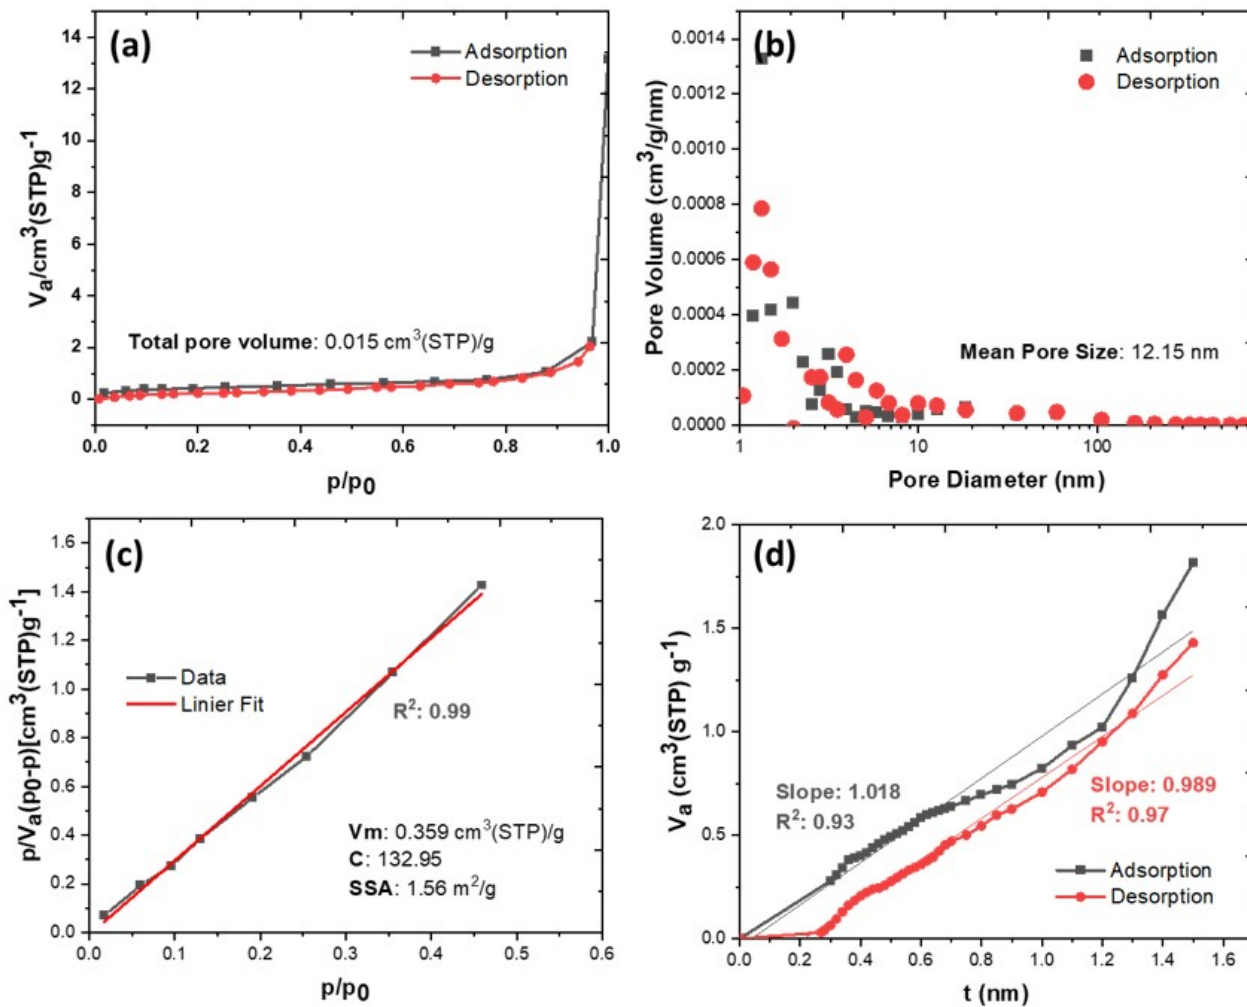 (a)
Adsorption
Desorption
14
12
10
8
6
4
2
0
Va/cm³(STP)g⁻¹
Total pore volume: 0.015 cm³(STP)/g
0.0 0.2 0.4 0.6 0.8 1.0
p/p0
(b)
Adsorption
Desorption
0.0014
0.0012
0.0010
0.0008
0.0006
0.0004
0.0002
0.0000
Pore Volume (cm³/g/nm)
Mean Pore Size: 12.15 nm
1 10 100
Pore Diameter (nm)
(c)
1.6
1.4
1.2
1.0
0.8
0.6
0.4
0.2
0.0
p/Va(p0-p)[cm³(STP)g⁻¹]
Data
Linier Fit
R²: 0.99
Vm: 0.359 cm³(STP)/g
C: 132.95
SSA: 1.56 m²/g
0.0 0.1 0.2 0.3 0.4 0.5 0.6
p/p0
(d)
2.0
1.5
1.0
0.5
0.0
Va (cm³(STP) g⁻¹)
Slope: 1.018
R²: 0.93
Slope: 0.989
R²: 0.97
Adsorption
Desorption
0.0 0.2 0.4 0.6 0.8 1.0 1.2 1.4 1.6
t (nm)